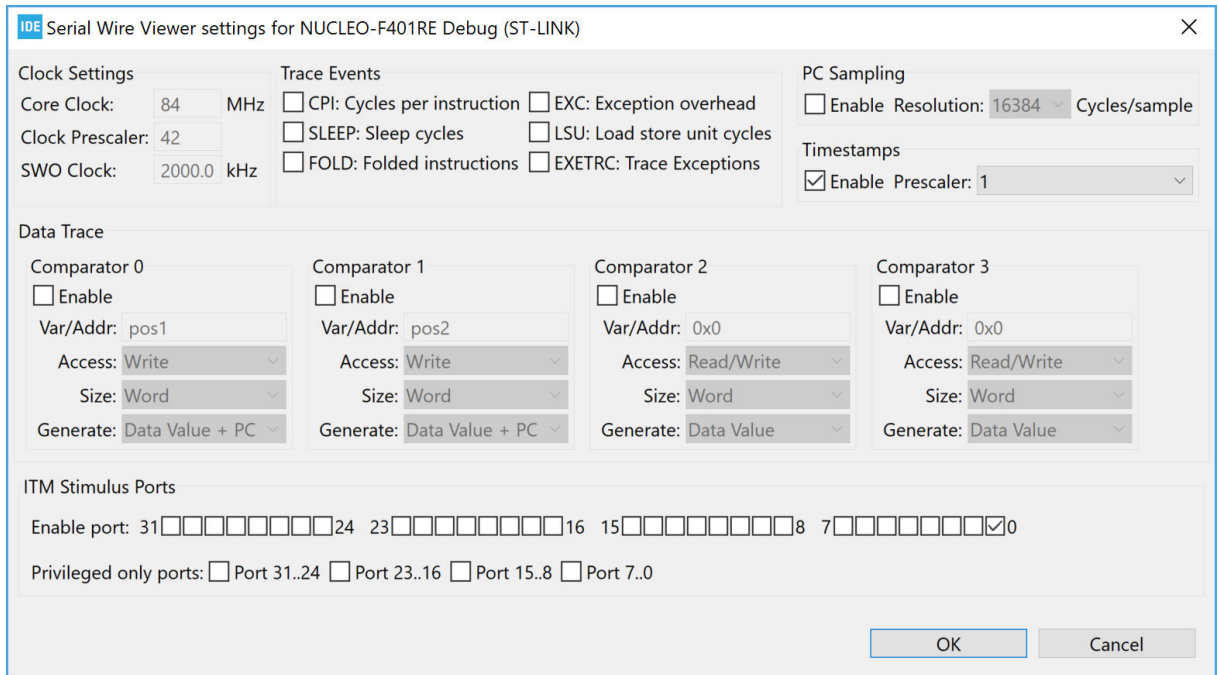 IDE Serial Wire Viewer settings for NUCLEO-F401RE Debug (ST-LINK)
Clock Settings
Core Clock: 84 MHz
Clock Prescaler: 42
SWO Clock: 2000.0 kHz
Trace Events
CPI: Cycles per instruction EXC: Exception overhead
SLEEP: Sleep cycles LSU: Load store unit cycles
FOLD: Folded instructions EXETRC: Trace Exceptions
PC Sampling
Enable Resolution: 16384 Cycles/sample
Timestamps
Enable Prescaler: 1
Data Trace
Comparator 0
Enable
Var/Addr: pos1
Access: Write
Size: Word
Generate: Data Value + PC
Comparator 1
Enable
Var/Addr: pos2
Access: Write
Size: Word
Generate: Data Value + PC
Comparator 2
Enable
Var/Addr: 0x0
Access: Read/Write
Size: Word
Generate: Data Value
Comparator 3
Enable
Var/Addr: 0x0
Access: Read/Write
Size: Word
Generate: Data Value
ITM Stimulus Ports
Enable port: 31 24 23 16 15 8 7 0
Privileged only ports: Port 31..24 Port 23..16 Port 15..8 Port 7..0
OK Cancel